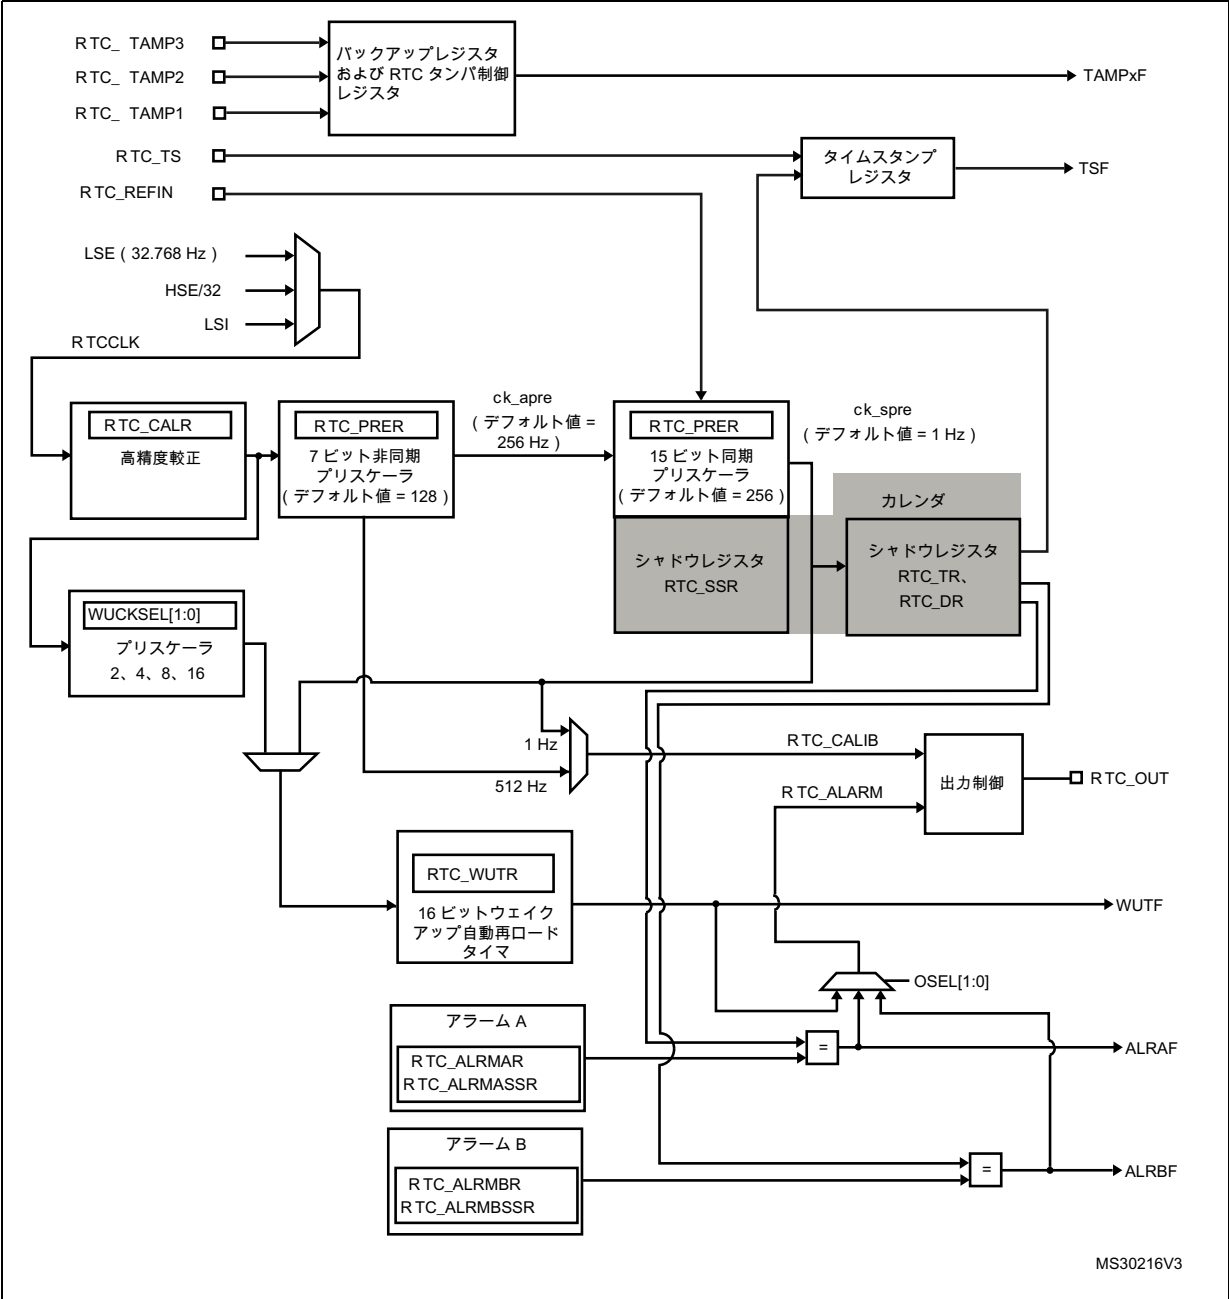 RTC_ TAMP3
RTC_ TAMP2
RTC_ TAMP1
バックアップレジスタ
および RTC タンパ制御
レジスタ
TAMPxF
RTC_TS
RTC_REFIN
タイムスタンプ
レジスタ
TSF
LSE ( 32.768 Hz )
HSE/32
LSI
RTCCLK
RTC_CALR
高精度較正
RTC_PRER
7 ビット非同期
プリスケーラ
( デフォルト値 = 128 )
ck_apre
( デフォルト値 =
256 Hz )
RTC_PRER
15 ビット同期
プリスケーラ
( デフォルト値 = 256 )
ck_spre
( デフォルト値 = 1 Hz )
カレンダ
シャドウレジスタ
RTC_SSR
シャドウレジスタ
RTC_TR、
RTC_DR
WUCKSEL[1:0]
プリスケーラ
2、4、8、16
1 Hz
512 Hz
RTC_CALIB
RTC_ALARM
出力制御
RTC_OUT
RTC_WUTR
16 ビットウェイク
アップ自動再ロード
タイマ
WUTF
OSEL[1:0]
アラーム A
RTC_ALRMAR
RTC_ALRMASSR
=
ALRAF
アラーム B
RTC_ALRMBR
RTC_ALRMBSSR
=
ALRBF
MS30216V3